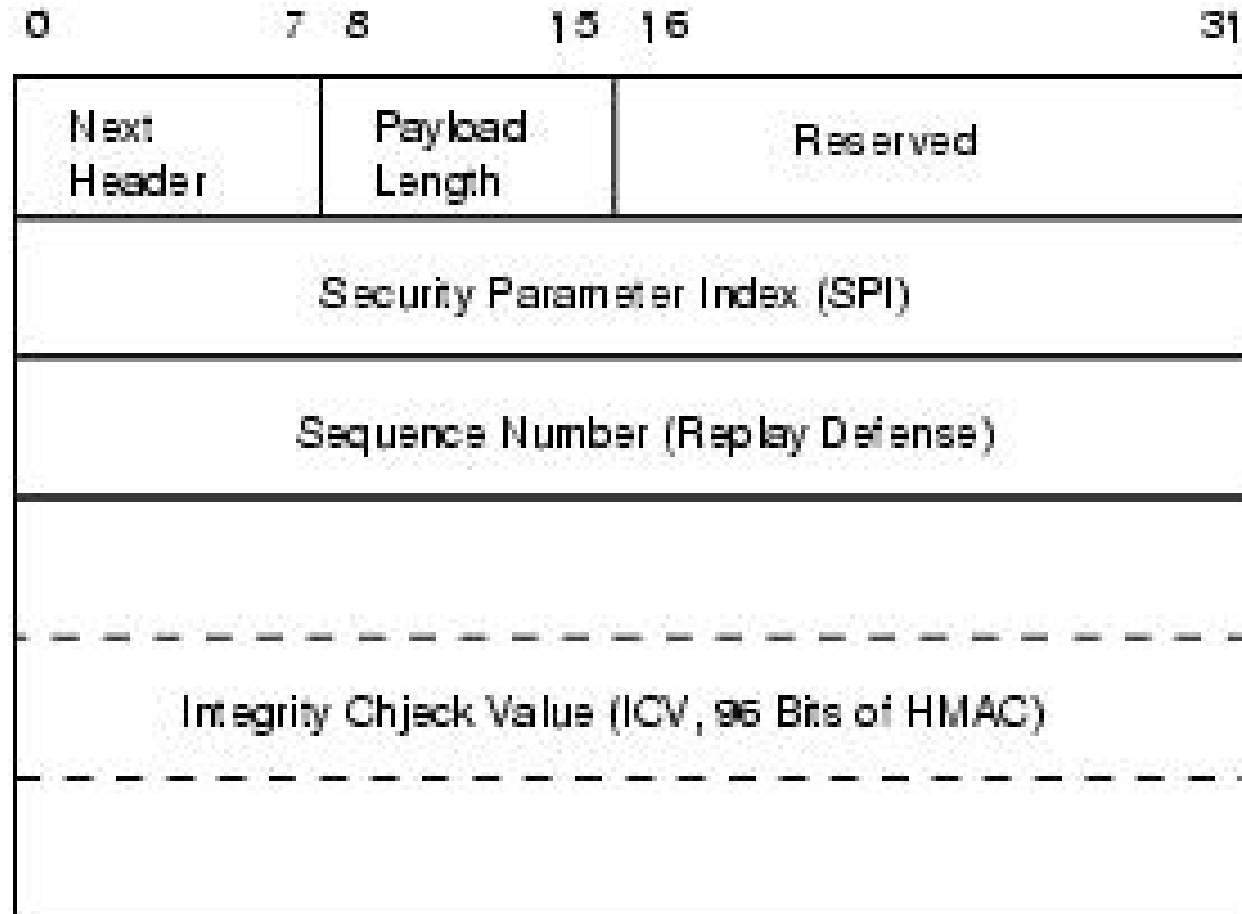 0 7 8 15 16 31
Next Header Payload Length Reserved
Security Parameter Index (SPI)
Sequence Number (Replay Defense)
Integrity Chjeck Value (ICV, 96 Bits of HMAC)